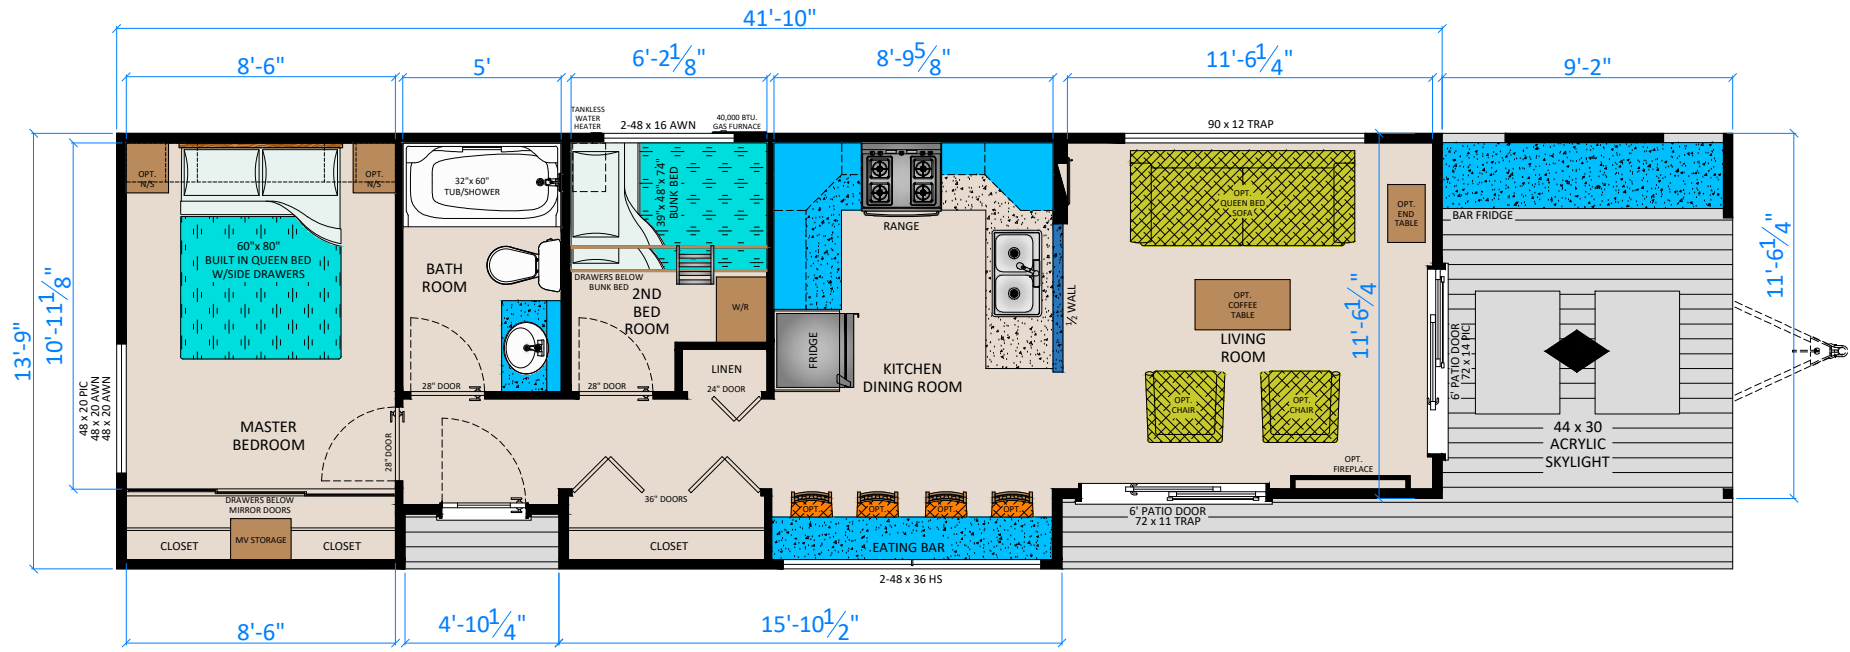 41'-10"
8'-6"
5'
6'-2 1/8"
8'-9 5/8"
11'-6 1/4"
9'-2"
TANKLESS
WATER
HEATER
2-48 x 16 AWN
40,000 BTU.
GAS FURNACE
90 x 12 TRAP
OPT.
N/S
OPT.
N/S
32"x 60"
TUB/SHOWER
39"x 48"x 74"
BUNK BED
RANGE
OPT.
QUEEN BED
SOFA
OPT.
END
TABLE
BAR FRIDGE
60"x 80"
BUILT IN QUEEN BED
W/SIDE DRAWERS
BATH
ROOM
DRAWERS BELOW
BUNK BED
2ND
BED
ROOM
W/R
FRIDGE
½ WALL
OPT.
COFFEE
TABLE
LIVING
ROOM
11'-6 1/4"
6' PATIO DOOR
72 x 14 PIC
11'-6 1/4"
13'-9"
10'-11 1/8"
48 x 20 PIC
48 x 20 AWN
48 x 20 AWN
MASTER
BEDROOM
28" DOOR
28" DOOR
28" DOOR
LINEN
24" DOOR
KITCHEN
DINING ROOM
OPT.
CHAIR
OPT.
CHAIR
44 x 30
ACRYLIC
SKYLIGHT
OPT.
FIREPLACE
DRAWERS BELOW
MIRROR DOORS
36" DOORS
OPT.
OPT.
OPT.
OPT.
6' PATIO DOOR
72 x 11 TRAP
CLOSET
MV STORAGE
CLOSET
CLOSET
EATING BAR
2-48 x 36 HS
8'-6"
4'-10 1/4"
15'-10 1/2"